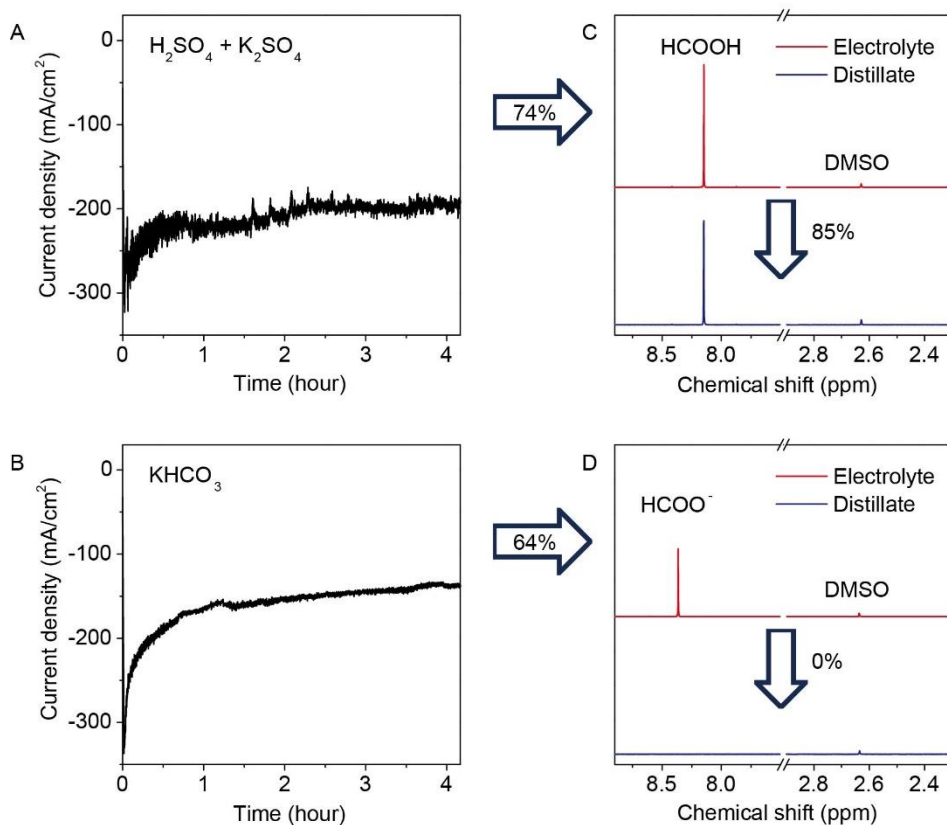 A
H₂SO₄ + K₂SO₄
Current density (mA/cm²)
0
-100
-200
-300
0 1 2 3 4
Time (hour)
74%
C
HCOOH
Electrolyte
Distillate
DMSO
85%
8.5 8.0 2.8 2.6 2.4
Chemical shift (ppm)
B
KHCO₃
Current density (mA/cm²)
0
-100
-200
-300
0 1 2 3 4
Time (hour)
64%
D
Electrolyte
Distillate
HCOO⁻
DMSO
0%
8.5 8.0 2.8 2.6 2.4
Chemical shift (ppm)